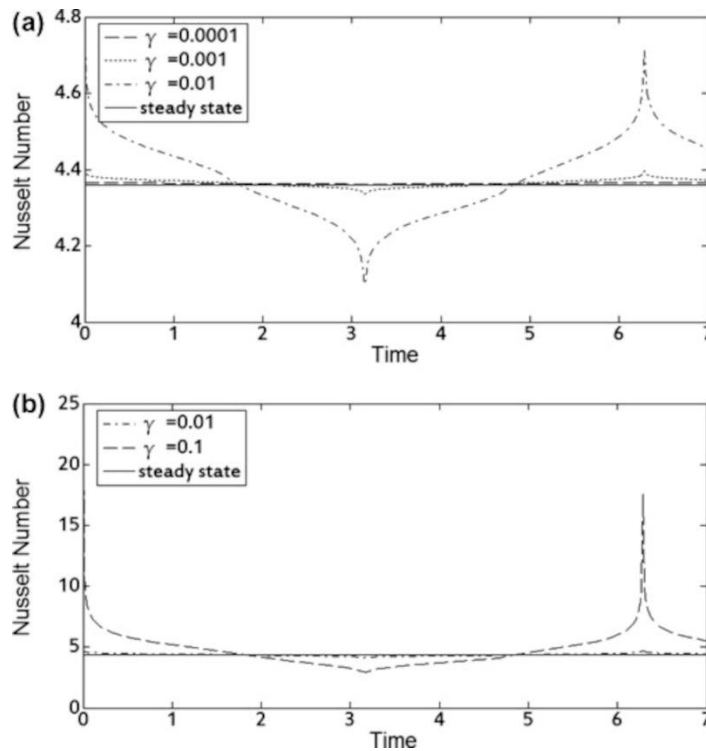 (a)
4.8
4.6
4.4
4.2
4
Nusselt Number
γ =0.0001
γ =0.001
γ =0.01
steady state
0 1 2 3 4 5 6 7
Time
(b)
25
20
15
10
5
0
Nusselt Number
γ =0.01
γ =0.1
steady state
0 1 2 3 4 5 6 7
Time